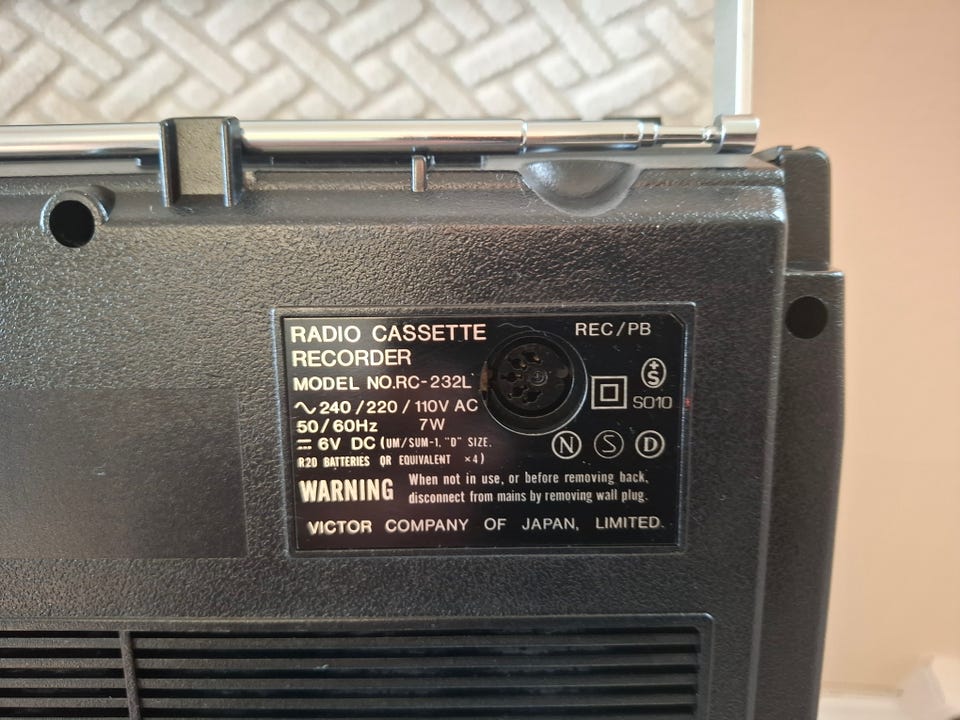 RADIO CASSETTE
RECORDER
REC/PB
MODEL NO.RC-232L
∿ 240/220/110V AC
50/60Hz 7W
⎓ 6V DC (UM/SUM-1, "D" SIZE,
R20 BATTERIES OR EQUIVALENT ×4)
+S
S010
N S D
WARNING When not in use, or before removing back,
disconnect from mains by removing wall plug.
VICTOR COMPANY OF JAPAN, LIMITED.